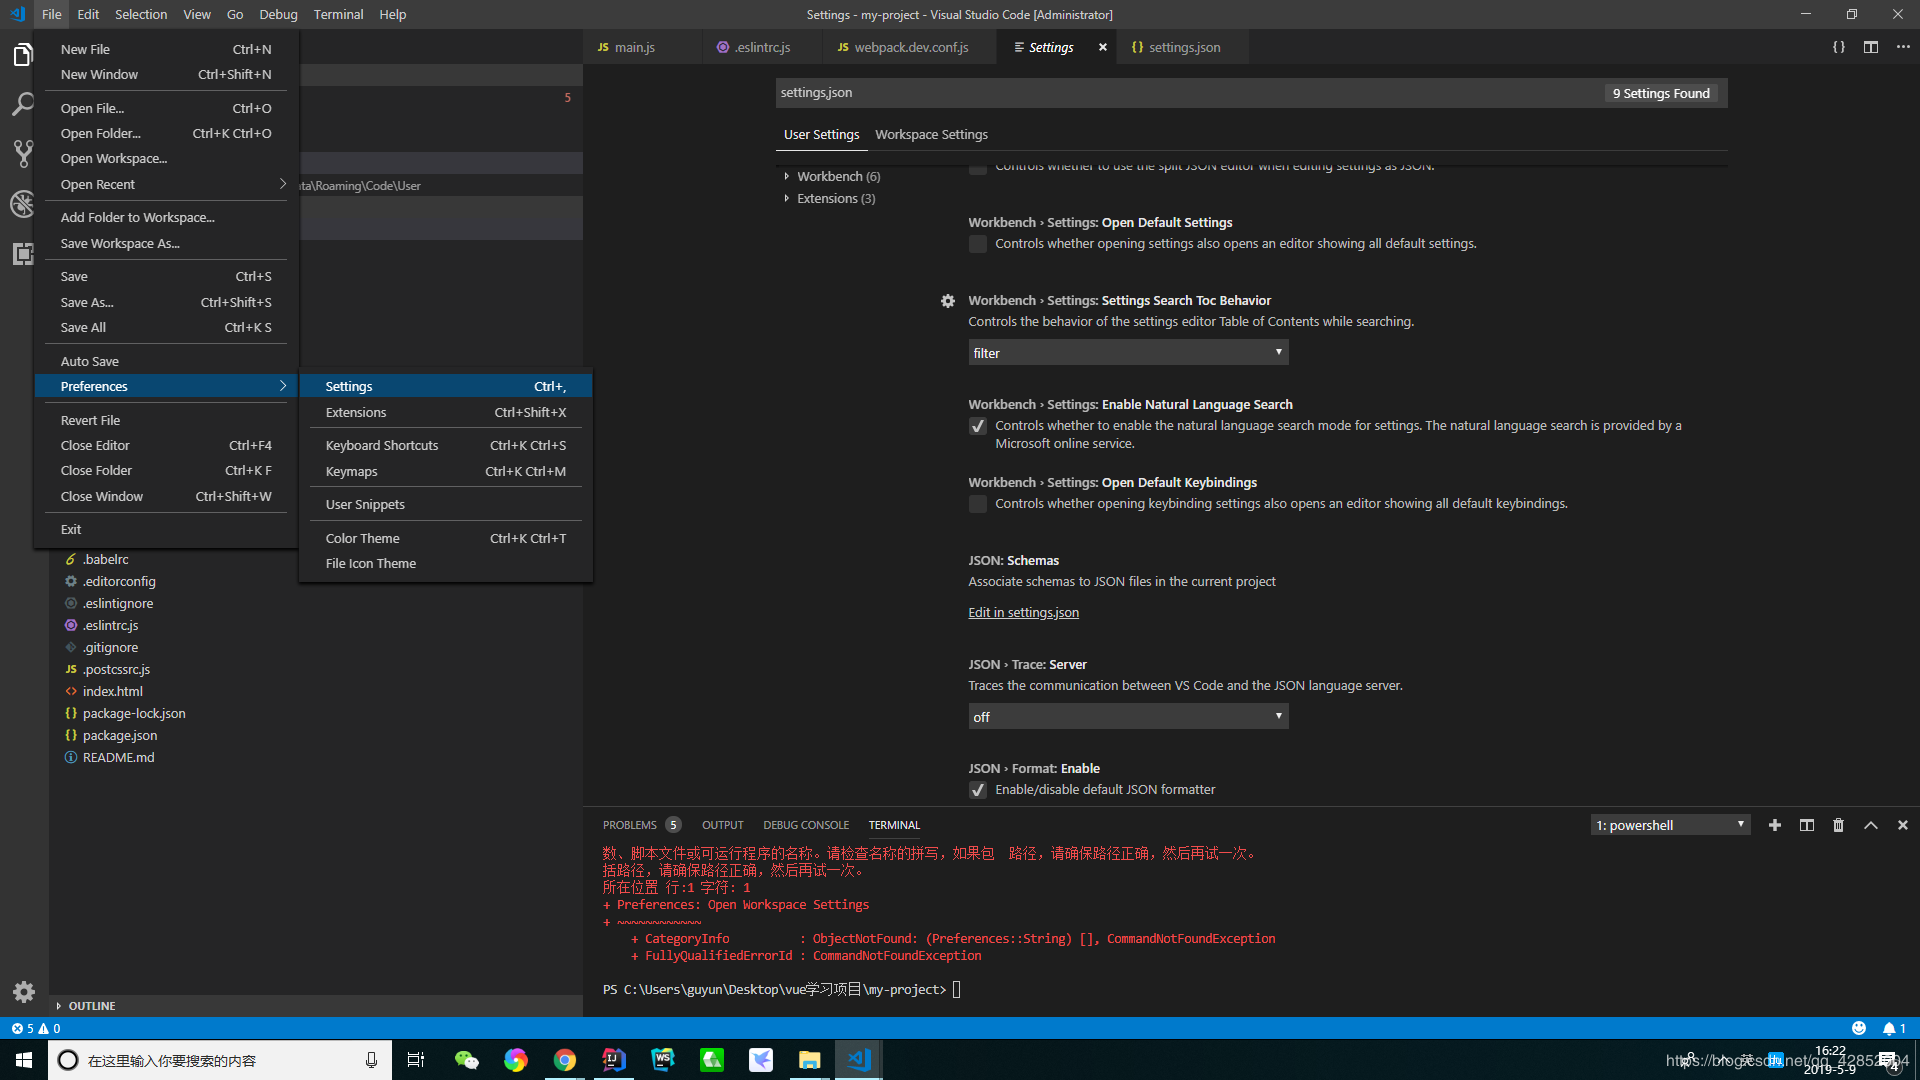 File Edit Selection View Go Debug Terminal Help
Settings - my-project - Visual Studio Code [Administrator]
New File Ctrl+N
New Window Ctrl+Shift+N
Open File... Ctrl+O
Open Folder... Ctrl+K Ctrl+O
Open Workspace...
Open Recent
Add Folder to Workspace...
Save Workspace As...
Save Ctrl+S
Save As... Ctrl+Shift+S
Save All Ctrl+K S
Auto Save
Preferences
Revert File
Close Editor Ctrl+F4
Close Folder Ctrl+K F
Close Window Ctrl+Shift+W
Exit
Settings Ctrl+,
Extensions Ctrl+Shift+X
Keyboard Shortcuts Ctrl+K Ctrl+S
Keymaps Ctrl+K Ctrl+M
User Snippets
Color Theme Ctrl+K Ctrl+T
File Icon Theme
5
ta\Roaming\Code\User
.babelrc
.editorconfig
.eslintignore
.eslintrc.js
.gitignore
JS .postcssrc.js
<> index.html
{} package-lock.json
{} package.json
README.md
OUTLINE
JS main.js
.eslintrc.js
JS webpack.dev.conf.js
Settings
{} settings.json
{}
settings.json
9 Settings Found
User Settings Workspace Settings
Workbench (6)
Extensions (3)
Controls whether to use the split JSON editor when editing settings as JSON.
Workbench › Settings: Open Default Settings
Controls whether opening settings also opens an editor showing all default settings.
Workbench › Settings: Settings Search Toc Behavior
Controls the behavior of the settings editor Table of Contents while searching.
filter
Workbench › Settings: Enable Natural Language Search
Controls whether to enable the natural language search mode for settings. The natural language search is provided by a
Microsoft online service.
Workbench › Settings: Open Default Keybindings
Controls whether opening keybinding settings also opens an editor showing all default keybindings.
JSON: Schemas
Associate schemas to JSON files in the current project
Edit in settings.json
JSON › Trace: Server
Traces the communication between VS Code and the JSON language server.
off
JSON › Format: Enable
Enable/disable default JSON formatter
PROBLEMS 5 OUTPUT DEBUG CONSOLE TERMINAL
1: powershell
数、脚本文件或可运行程序的名称。请检查名称的拼写，如果包 路径，请确保路径正确，然后再试一次。
括路径，请确保路径正确，然后再试一次。
所在位置 行:1 字符: 1
+ Preferences: Open Workspace Settings
+ ~~~~~~~~~~~~
+ CategoryInfo : ObjectNotFound: (Preferences::String) [], CommandNotFoundException
+ FullyQualifiedErrorId : CommandNotFoundException
PS C:\Users\guyun\Desktop\vue学习项目\my-project>
5 0
1
在这里输入你要搜索的内容
IJ
WS
英
16:22
2019-5-9
4